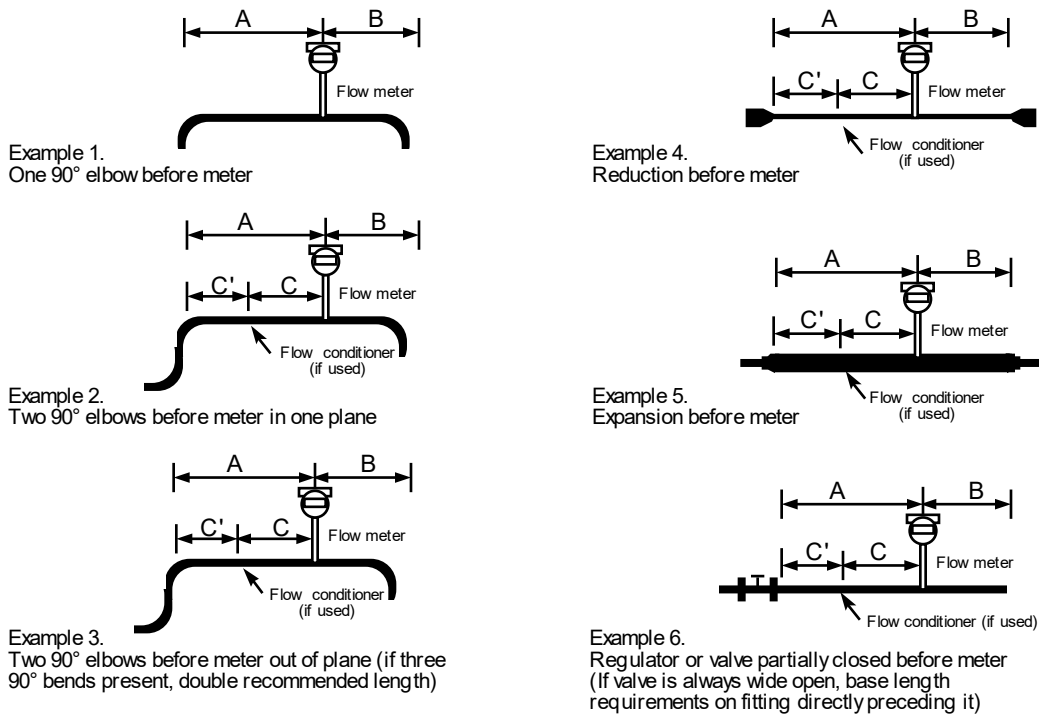 A B
Flow meter
Example 1.
One 90° elbow before meter
A B
C' C
Flow meter
Flow conditioner
(if used)
Example 2.
Two 90° elbows before meter in one plane
A B
C' C
Flow meter
Flow conditioner
(if used)
Example 3.
Two 90° elbows before meter out of plane (if three
90° bends present, double recommended length)
A B
C' C
Flow meter
Flow conditioner
(if used)
Example 4.
Reduction before meter
A B
C' C
Flow meter
Flow conditioner
(if used)
Example 5.
Expansion before meter
A B
C' C
Flow meter
Flow conditioner (if used)
Example 6.
Regulator or valve partially closed before meter
(If valve is always wide open, base length
requirements on fitting directly preceding it)